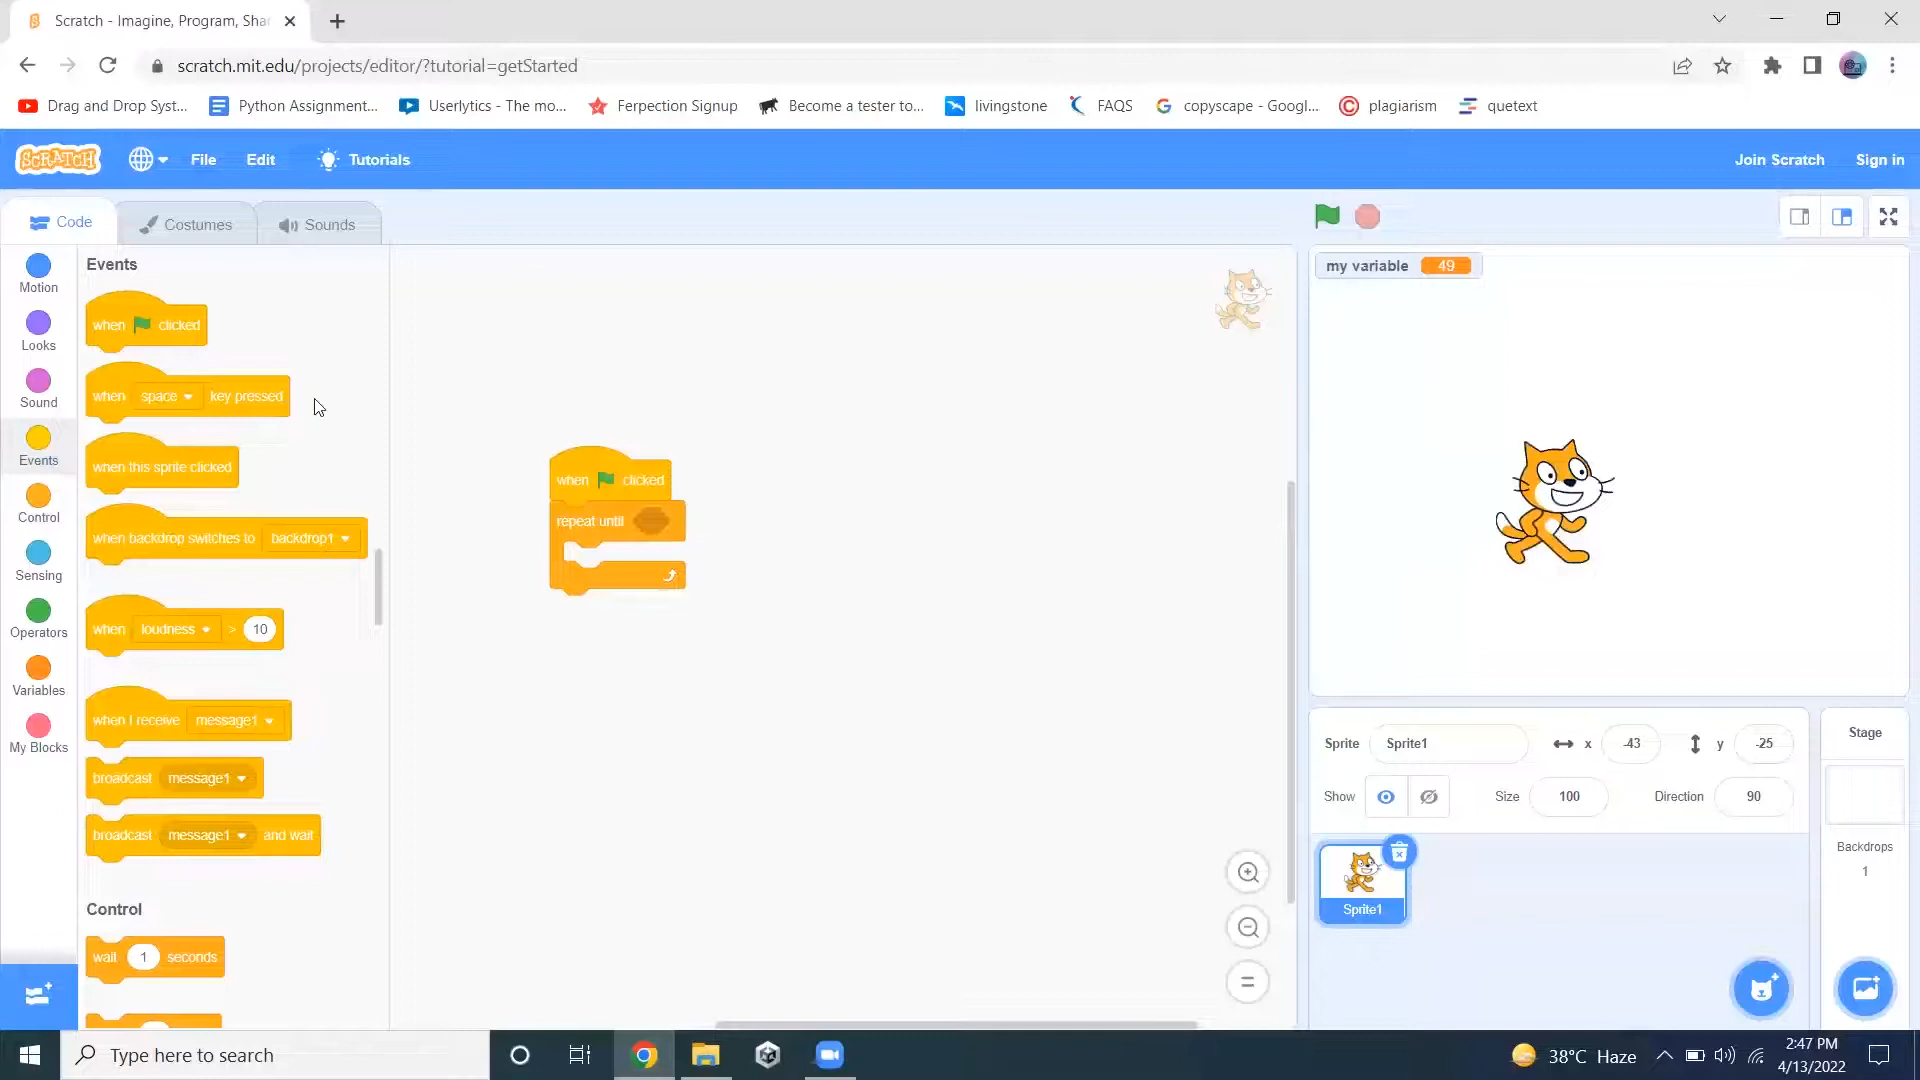 Scratch - Imagine, Program, Sha
scratch.mit.edu/projects/editor/?tutorial=getStarted
Drag and Drop Syst... Python Assignment... Userlytics - The mo... Ferpection Signup Become a tester to... livingstone FAQS copyscape - Googl... plagiarism quetext
SCRATCH File Edit Tutorials Join Scratch Sign in
Code Costumes Sounds
Motion
Looks
Sound
Events
Control
Sensing
Operators
Variables
My Blocks
Events
when clicked
when space key pressed
when this sprite clicked
when backdrop switches to backdrop1
when loudness > 10
when I receive message1
broadcast message1
broadcast message1 and wait
Control
wait 1 seconds
when clicked
repeat until
my variable 49
Sprite Sprite1 x -43 y -25
Show Size 100 Direction 90
Sprite1
Stage
Backdrops
1
Type here to search
38°C Haze
2:47 PM
4/13/2022